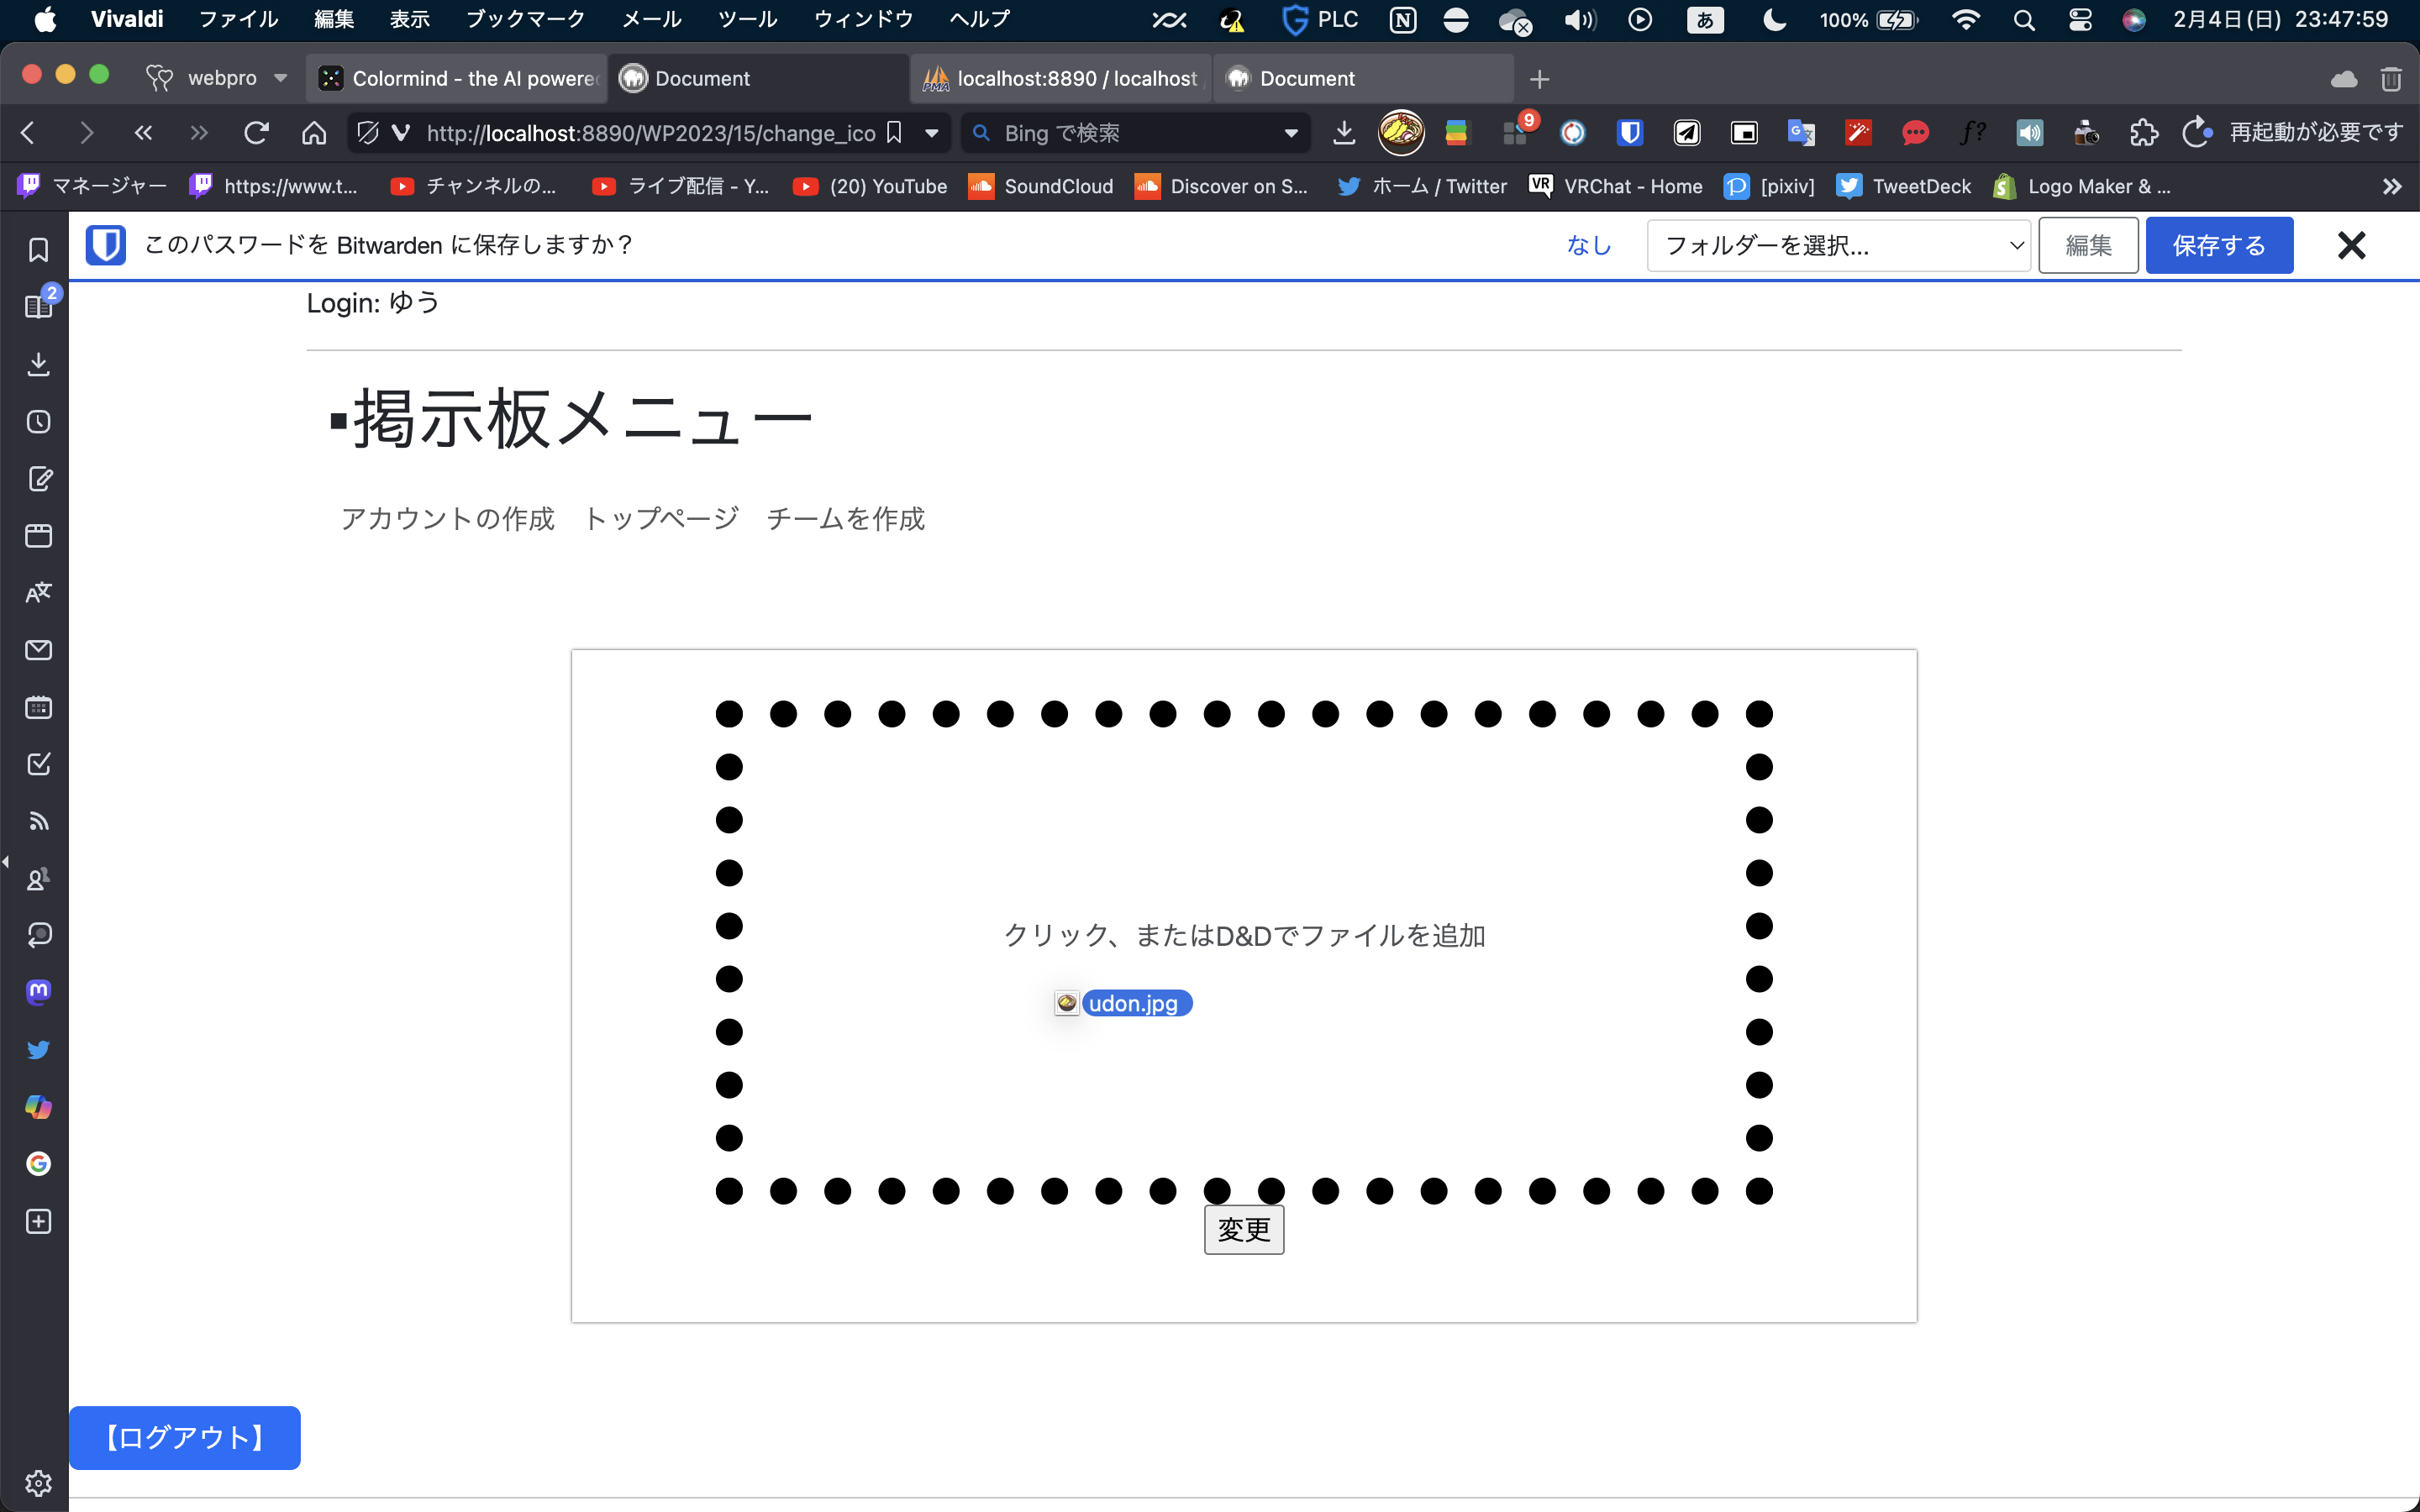 Vivaldi ファイル 編集 表示 ブックマーク メール ツール ウィンドウ ヘルプ PLC あ 100% 2月4日(日) 23:47:59
webpro Colormind - the AI powered Document localhost:8890 / localhost Document
http://localhost:8890/WP2023/15/change_ico Bing で検索 9 f? 再起動が必要です
マネージャー https://www.t... チャンネルの... ライブ配信 - Y... (20) YouTube SoundCloud Discover on S... ホーム / Twitter VRChat - Home [pixiv] TweetDeck Logo Maker & ...
このパスワードを Bitwarden に保存しますか？ なし フォルダーを選択... 編集 保存する
2
Login: ゆう
▪掲示板メニュー
アカウントの作成 トップページ チームを作成
クリック、またはD&Dでファイルを追加
udon.jpg
変更
【ログアウト】